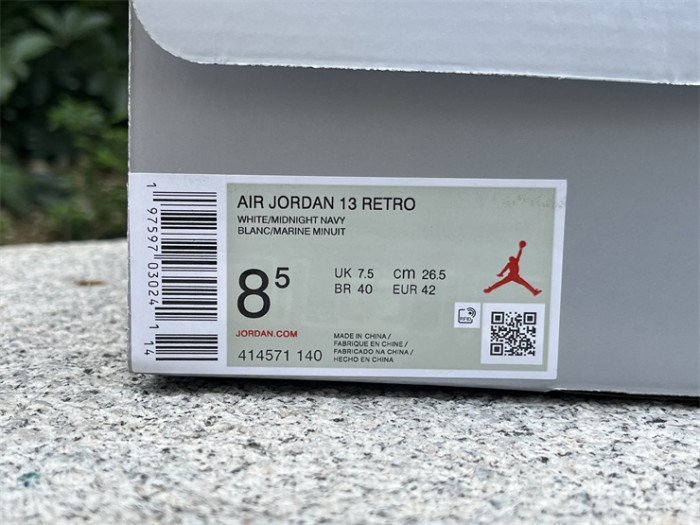 AIR JORDAN 13 RETRO
WHITE/MIDNIGHT NAVY
BLANC/MARINE MINUIT
8 5
UK 7.5 cm 26.5
BR 40 EUR 42
JORDAN.COM
414571 140
MADE IN CHINA /
FABRIQUE EN CHINE /
FABRICADO NA CHINA /
HECHO EN CHINA
RFID
1 97597 03024 1 14